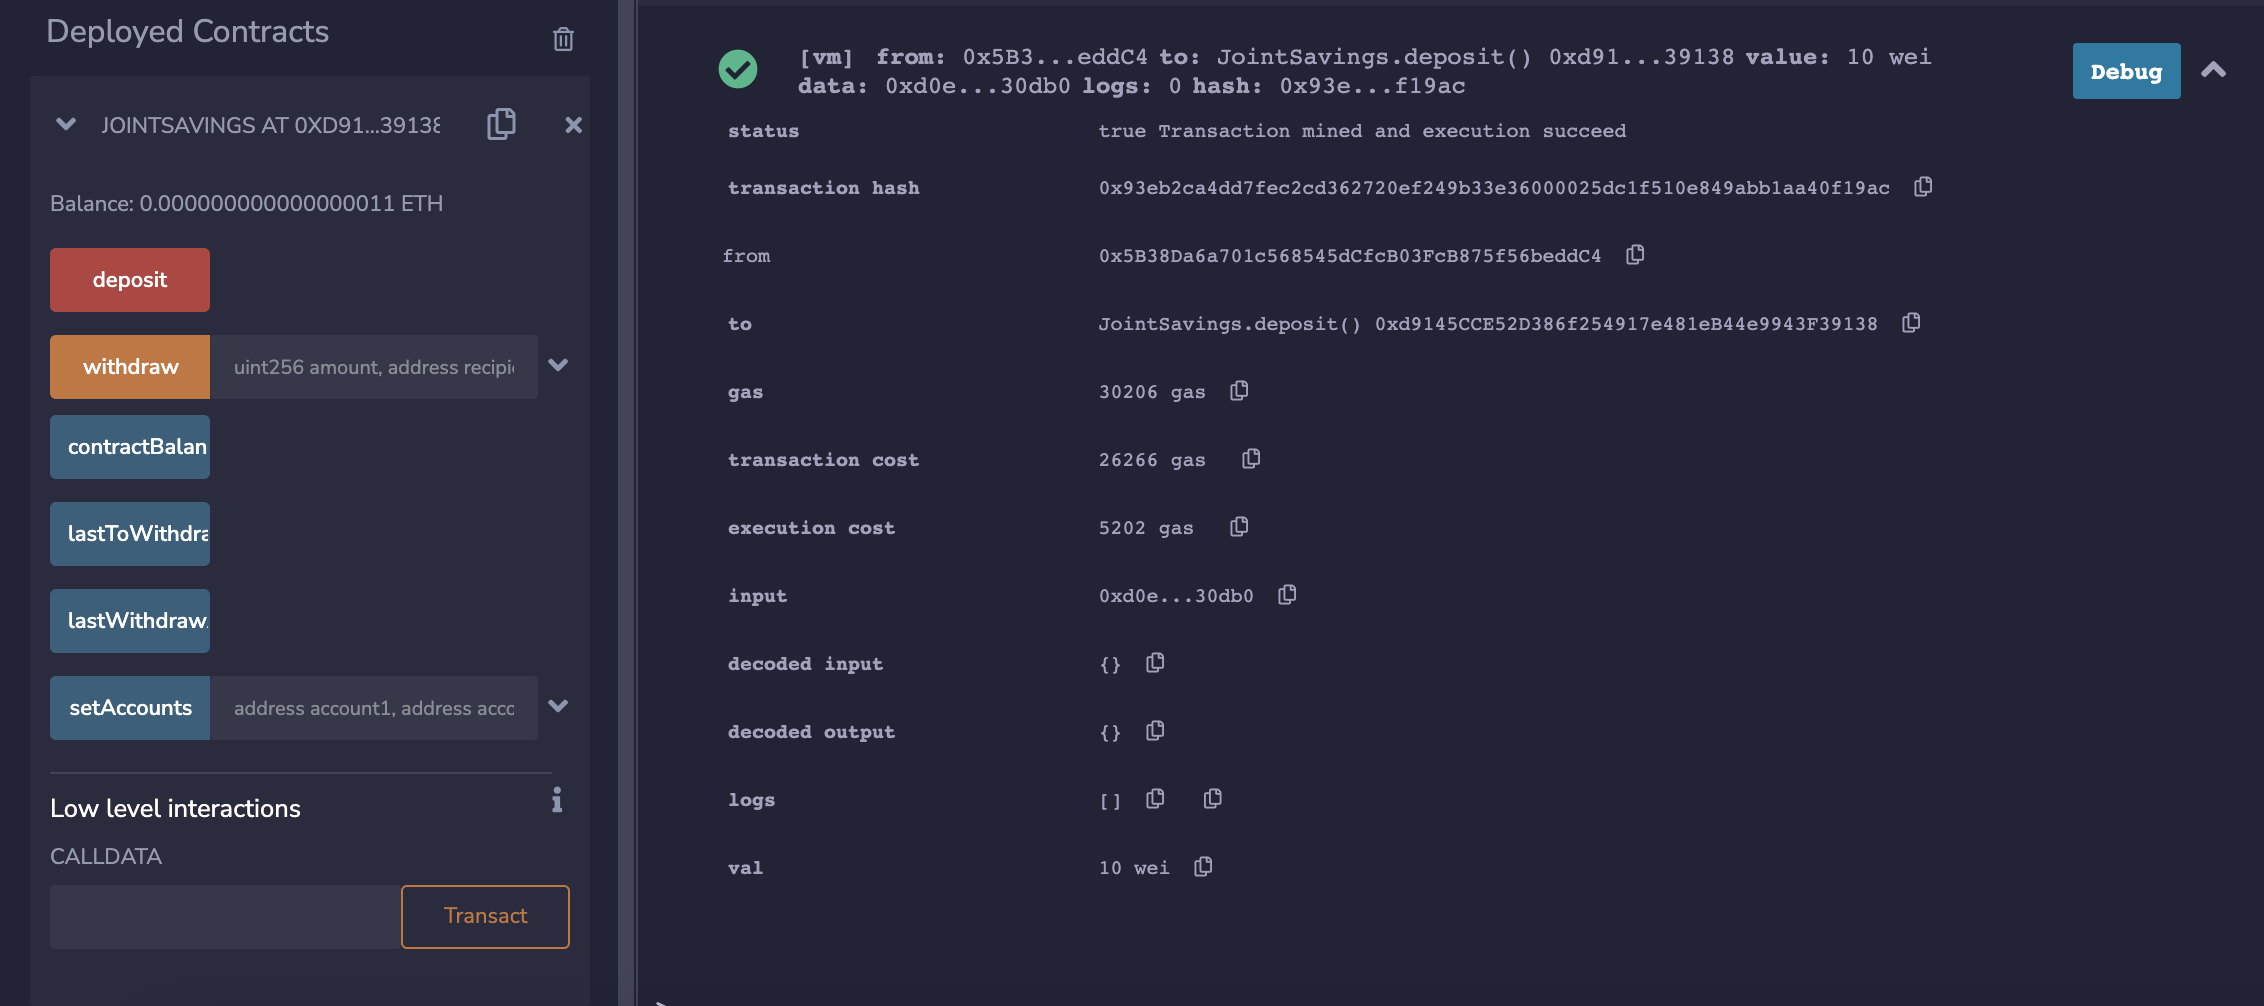 Deployed Contracts
JOINTSAVINGS AT 0XD91...39138
Balance: 0.000000000000000011 ETH
deposit
withdraw uint256 amount, address recipie
contractBalan
lastToWithdra
lastWithdraw
setAccounts address account1, address acco
Low level interactions
i
CALLDATA
Transact
[vm] from: 0x5B3...eddC4 to: JointSavings.deposit() 0xd91...39138 value: 10 wei
data: 0xd0e...30db0 logs: 0 hash: 0x93e...f19ac
Debug
status true Transaction mined and execution succeed
transaction hash 0x93eb2ca4dd7fec2cd362720ef249b33e36000025dc1f510e849abb1aa40f19ac
from 0x5B38Da6a701c568545dCfcB03FcB875f56beddC4
to JointSavings.deposit() 0xd9145CCE52D386f254917e481eB44e9943F39138
gas 30206 gas
transaction cost 26266 gas
execution cost 5202 gas
input 0xd0e...30db0
decoded input {}
decoded output {}
logs []
val 10 wei